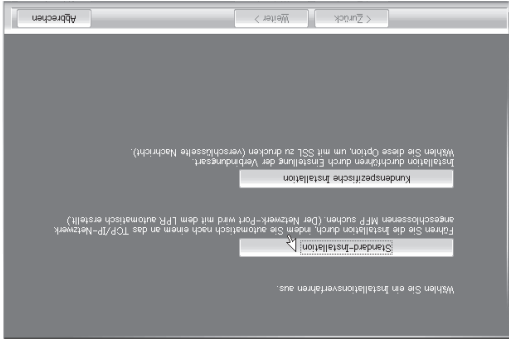 Wählen Sie ein Installationsverfahren aus.
Standard-Installation
Führen Sie die Installation durch, indem Sie automatisch nach einem an das TCP/IP-Netzwerk
angeschlossenen MFP suchen. (Der Netzwerk-Port wird mit dem LPR automatisch erstellt.)
Kundenspezifische Installation
Installation durchführen durch Einstellung der Verbindungsart.
Wählen Sie diese Option, um mit SSL zu drucken (verschlüsselte Nachricht).
< Zurück
Weiter >
Abbrechen